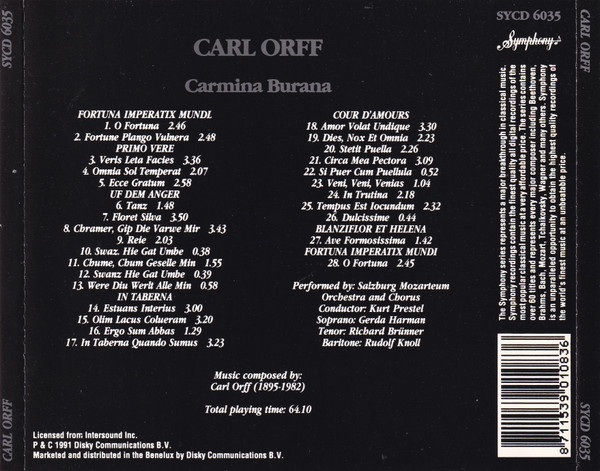 SYCD 6035
CARL ORFF
CARL ORFF
Carmina Burana
FORTUNA IMPERATIX MUNDI.
1. O Fortuna 2.46
2. Fortune Plango Vulnera 2.48
PRIMO VERE
3. Veris Leta Facies 3.36
4. Omnia Sol Temperat 2.07
5. Ecce Gratum 2.58
UF DEM ANGER
6. Tanz 1.48
7. Floret Silva 3.50
8. Chramer, Gip Die Varwe Mir 3.43
9. Reie 2.03
10. Swaz. Hie Gat Umbe 0.38
11. Chume, Chum Geselle Min 1.55
12. Swanz Hie Gat Umbe 0.39
13. Were Diu Werlt Alle Min 0.58
IN TABERNA
14. Estuans Interius 3.00
15. Olim Lacus Colueram 3.20
16. Ergo Sum Abbas 1.29
17. In Taberna Quando Sumus 3.23
COUR D'AMOURS
18. Amor Volat Undique 3.30
19. Dies, Nox Et Omnia 2.23
20. Stetit Puella 2.26
21. Circa Mea Pectora 3.09
22. Si Puer Cum Puellula 0.52
23. Veni, Veni, Venias 1.04
24. In Trutina 2.18
25. Tempus Est Iocundum 2.32
26. Dulcissime 0.44
BLANZIFLOR ET HELENA
27. Ave Formosissima 1.42
FORTUNA IMPERATIX MUNDI
28. O Fortuna 2.45
Performed by: Salzburg Mozarteum
Orchestra and Chorus
Conductor: Kurt Prestel
Soprano: Gerda Harman
Tenor: Richard Brünner
Baritone: Rudolf Knoll
Music composed by:
Carl Orff (1895-1982)
Total playing time: 64.10
Licensed from Intersound Inc.
P & C 1991 Disky Communications B.V.
Marketed and distributed in the Benelux by Disky Communications B.V.
SYCD 6035
Symphony
The Symphony series represents a major breakthrough in classical music.
Symphony recordings contain the finest quality all digital recordings of the
most popular classical music at a very affordable price. The series contains
over 60 titles and represents every major composer including Beethoven,
Brahms, Bach, Mozart, Tchaikovsky, Wagner and many others. Symphony
is an unparalleled opportunity to obtain the highest quality recordings of
the world's finest music at an unbeatable price.
8 711539 010836
CARL ORFF
SYCD 6035